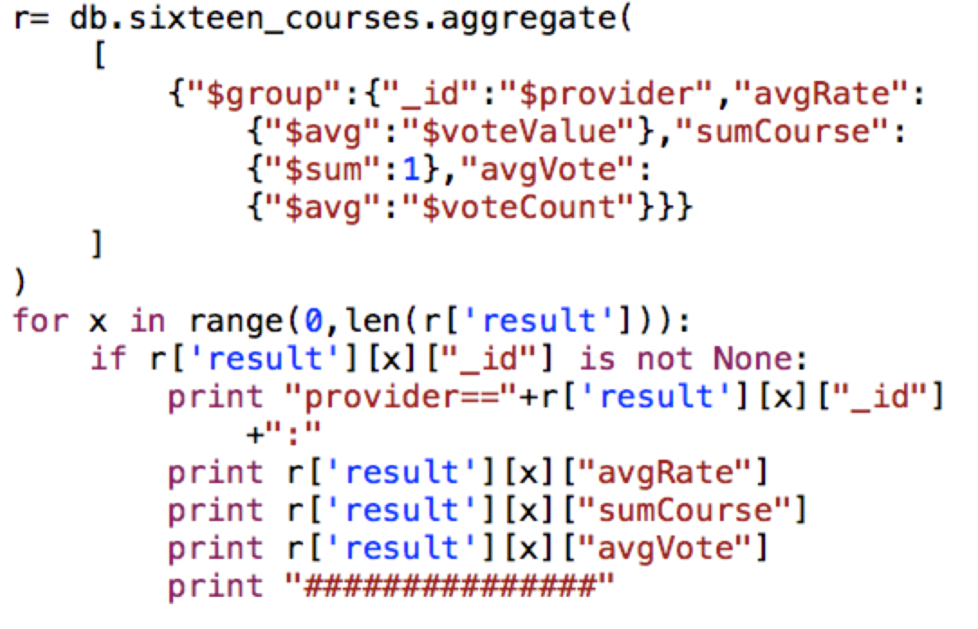 r= db.sixteen_courses.aggregate(
    [
        {"$group":{"_id":"$provider","avgRate":
            {"$avg":"$voteValue"},"sumCourse":
            {"$sum":1},"avgVote":
            {"$avg":"$voteCount"}}}
    ]
)
for x in range(0,len(r['result'])):
    if r['result'][x]["_id"] is not None:
        print "provider=="+r['result'][x]["_id"]
            +":"
        print r['result'][x]["avgRate"]
        print r['result'][x]["sumCourse"]
        print r['result'][x]["avgVote"]
        print "###############"